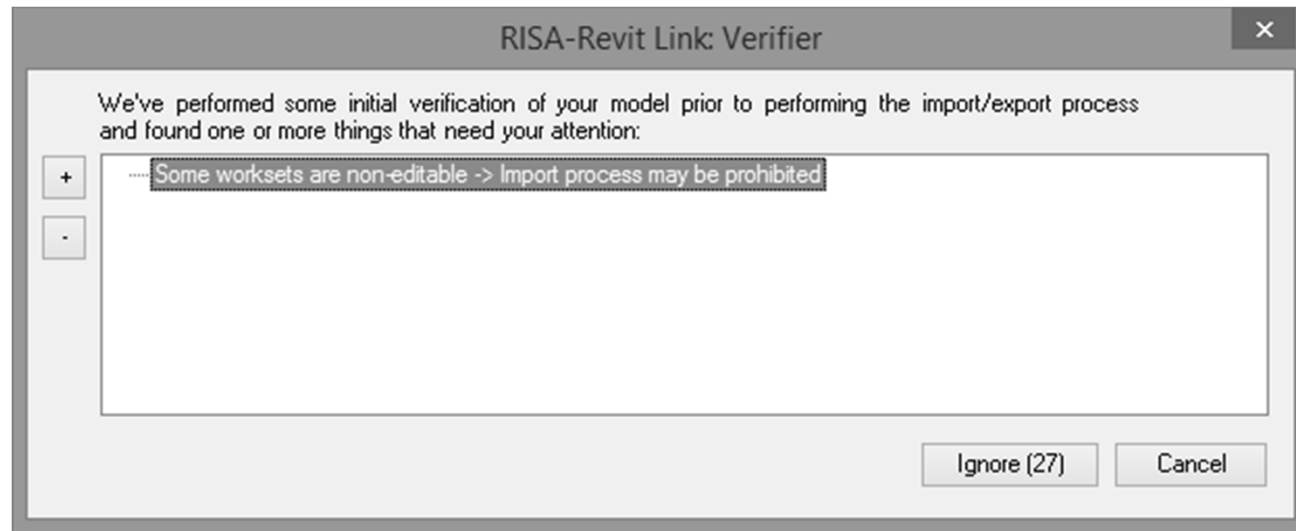 RISA-Revit Link: Verifier
We've performed some initial verification of your model prior to performing the import/export process
and found one or more things that need your attention:
+
Some worksets are non-editable -> Import process may be prohibited
-
Ignore (27) Cancel